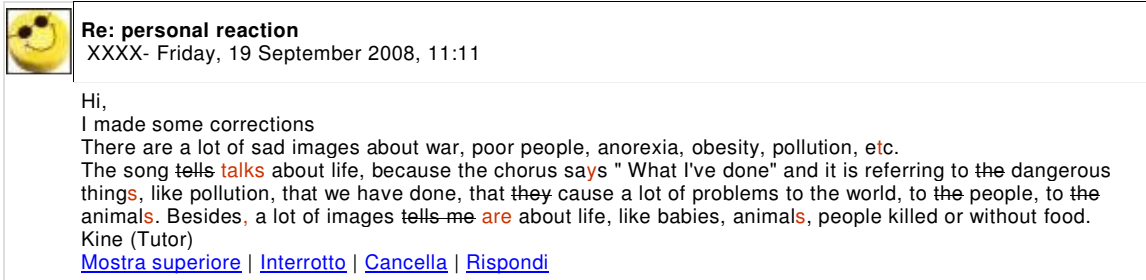 Re: personal reaction
XXXX- Friday, 19 September 2008, 11:11
Hi,
I made some corrections
There are a lot of sad images about war, poor people, anorexia, obesity, pollution, etc.
The song tells talks about life, because the chorus says " What I've done" and it is referring to the dangerous
things, like pollution, that we have done, that they cause a lot of problems to the world, to the people, to the
animals. Besides, a lot of images tells me are about life, like babies, animals, people killed or without food.
Kine (Tutor)
Mostra superiore | Interrotto | Cancella | Rispondi